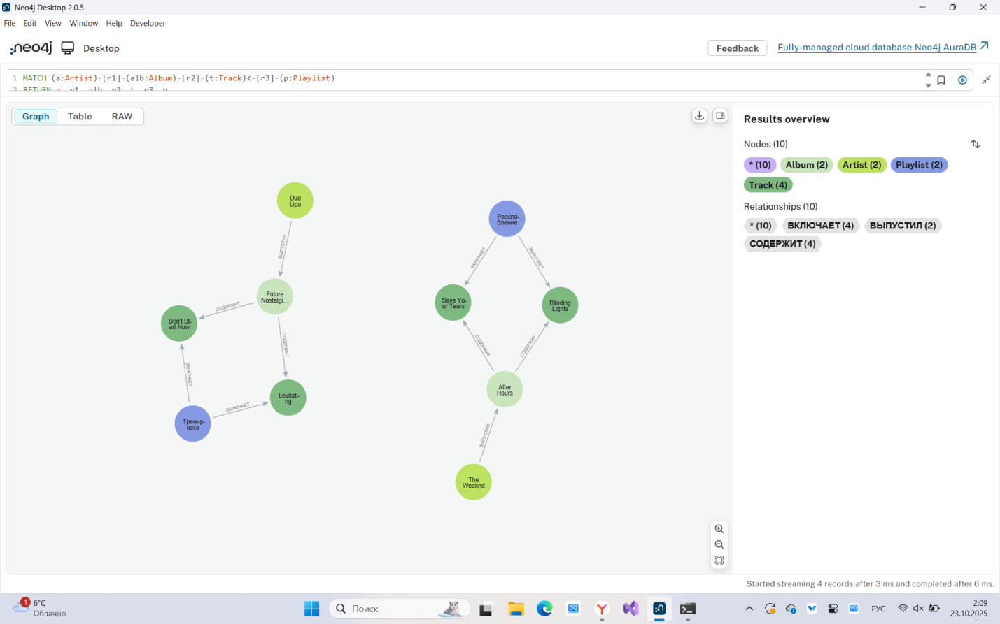 Neo4j Desktop 2.0.5
File Edit View Window Help Developer
neo4j Desktop
Feedback
Fully-managed cloud database Neo4j AuraDB
1 MATCH (a:Artist)-[r1]-(alb:Album)-[r2]-(t:Track)<-[r3]-(p:Playlist)
2 RETURN a, r1, alb, r2, t, r3, p
Graph Table RAW
Results overview
Nodes (10)
* (10) Album (2) Artist (2) Playlist (2)
Track (4)
Relationships (10)
* (10) ВКЛЮЧАЕТ (4) ВЫПУСТИЛ (2)
СОДЕРЖИТ (4)
Dua
Lipa
ВЫПУСТИЛ
Future
Nostalgi...
СОДЕРЖИТ
Don't St-
art Now
СОДЕРЖИТ
ВКЛЮЧАЕТ
Levitati-
ng
ВКЛЮЧАЕТ
Тренир-
овка
Рассла-
бление
ВКЛЮЧАЕТ
ВКЛЮЧАЕТ
Save Yo-
ur Tears
Blinding
Lights
СОДЕРЖИТ
СОДЕРЖИТ
After
Hours
ВЫПУСТИЛ
The
Weeknd
Started streaming 4 records after 3 ms and completed after 6 ms.
1
6°C
Облачно
Поиск
РУС
2:09
23.10.2025